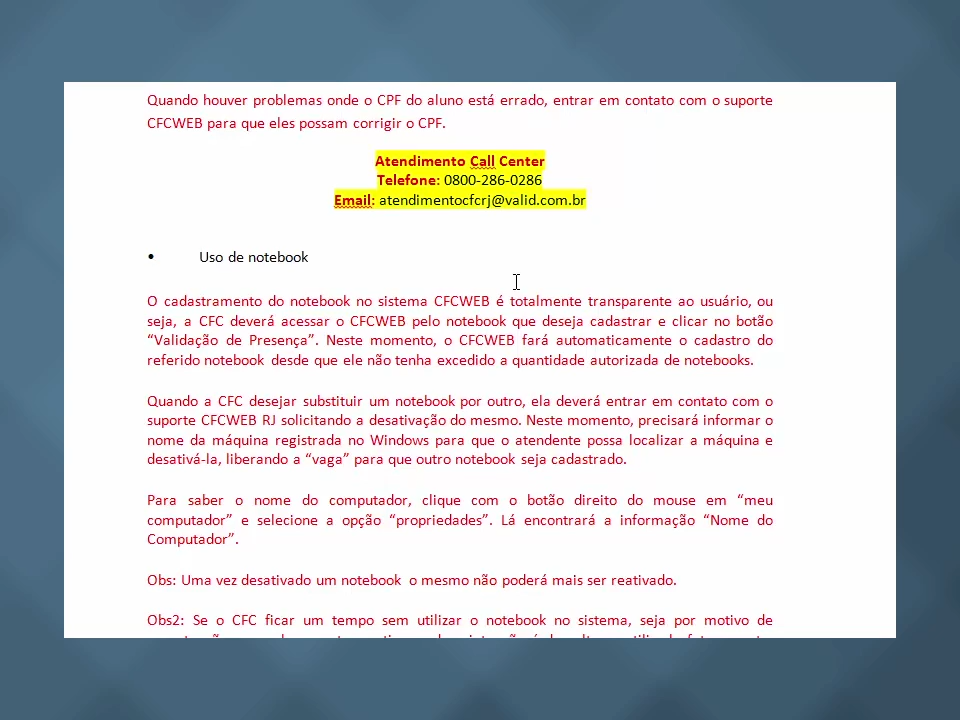 Quando houver problemas onde o CPF do aluno está errado, entrar em contato com o suporte
CFCWEB para que eles possam corrigir o CPF.
Atendimento Call Center
Telefone: 0800-286-0286
Email: atendimentocfcrj@valid.com.br
• Uso de notebook
O cadastramento do notebook no sistema CFCWEB é totalmente transparente ao usuário, ou
seja, a CFC deverá acessar o CFCWEB pelo notebook que deseja cadastrar e clicar no botão
“Validação de Presença”. Neste momento, o CFCWEB fará automaticamente o cadastro do
referido notebook desde que ele não tenha excedido a quantidade autorizada de notebooks.
Quando a CFC desejar substituir um notebook por outro, ela deverá entrar em contato com o
suporte CFCWEB RJ solicitando a desativação do mesmo. Neste momento, precisará informar o
nome da máquina registrada no Windows para que o atendente possa localizar a máquina e
desativá-la, liberando a “vaga” para que outro notebook seja cadastrado.
Para saber o nome do computador, clique com o botão direito do mouse em “meu
computador” e selecione a opção “propriedades”. Lá encontrará a informação “Nome do
Computador”.
Obs: Uma vez desativado um notebook o mesmo não poderá mais ser reativado.
Obs2: Se o CFC ficar um tempo sem utilizar o notebook no sistema, seja por motivo de